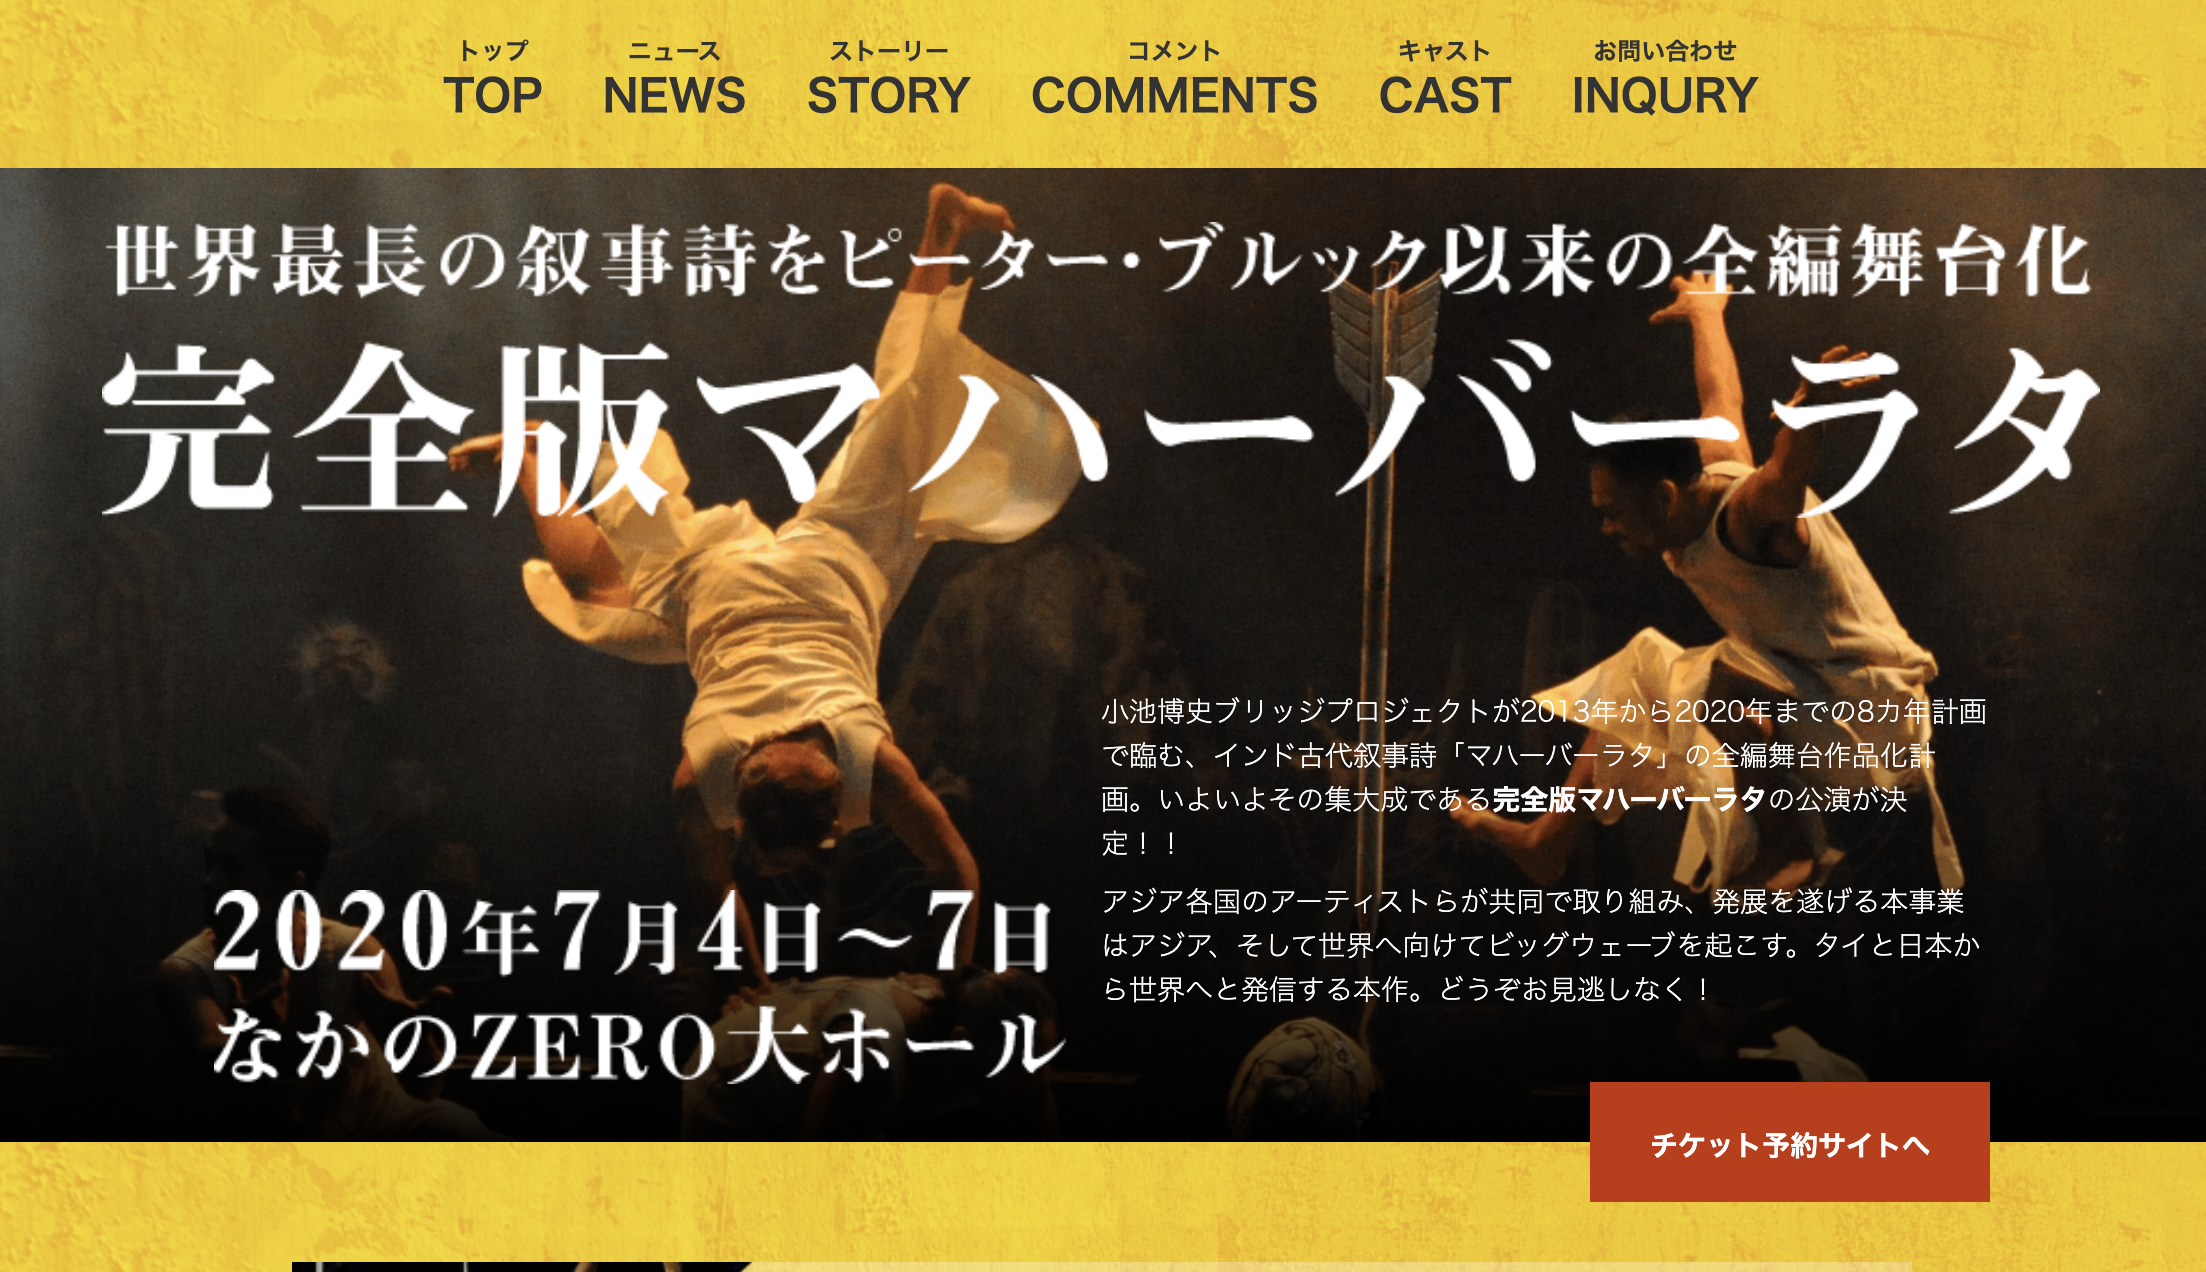 トップ
TOP
ニュース
NEWS
ストーリー
STORY
コメント
COMMENTS
キャスト
CAST
お問い合わせ
INQURY
世界最長の叙事詩をピーター・ブルック以来の全編舞台化
完全版マハーバーラタ
小池博史ブリッジプロジェクトが2013年から2020年までの8カ年計画
で臨む、インド古代叙事詩「マハーバーラタ」の全編舞台作品化計
画。いよいよその集大成である完全版マハーバーラタの公演が決
定！！
アジア各国のアーティストらが共同で取り組み、発展を遂げる本事業
はアジア、そして世界へ向けてビッグウェーブを起こす。タイと日本か
ら世界へと発信する本作。どうぞお見逃しなく！
2020年7月4日～7日
なかのZERO大ホール
チケット予約サイトへ